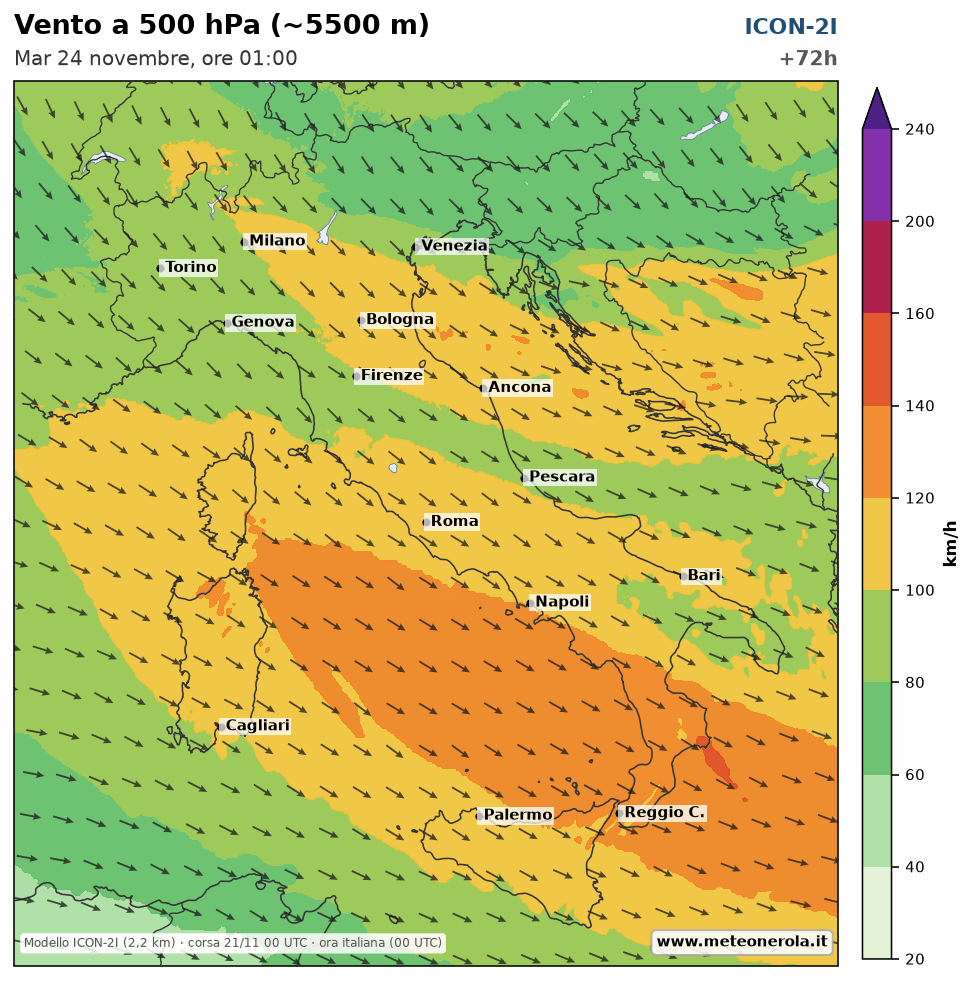 Vento a 500 hPa (~5500 m)
ICON-2I
Mar 24 novembre, ore 01:00
+72h
240
200
160
140
120
100
80
60
40
20
km/h
Milano
Venezia
Torino
Genova
Bologna
Firenze
Ancona
Pescara
Roma
Bari
Napoli
Cagliari
Palermo
Reggio C.
Modello ICON-2I (2,2 km) · corsa 21/11 00 UTC · ora italiana (00 UTC)
www.meteonerola.it